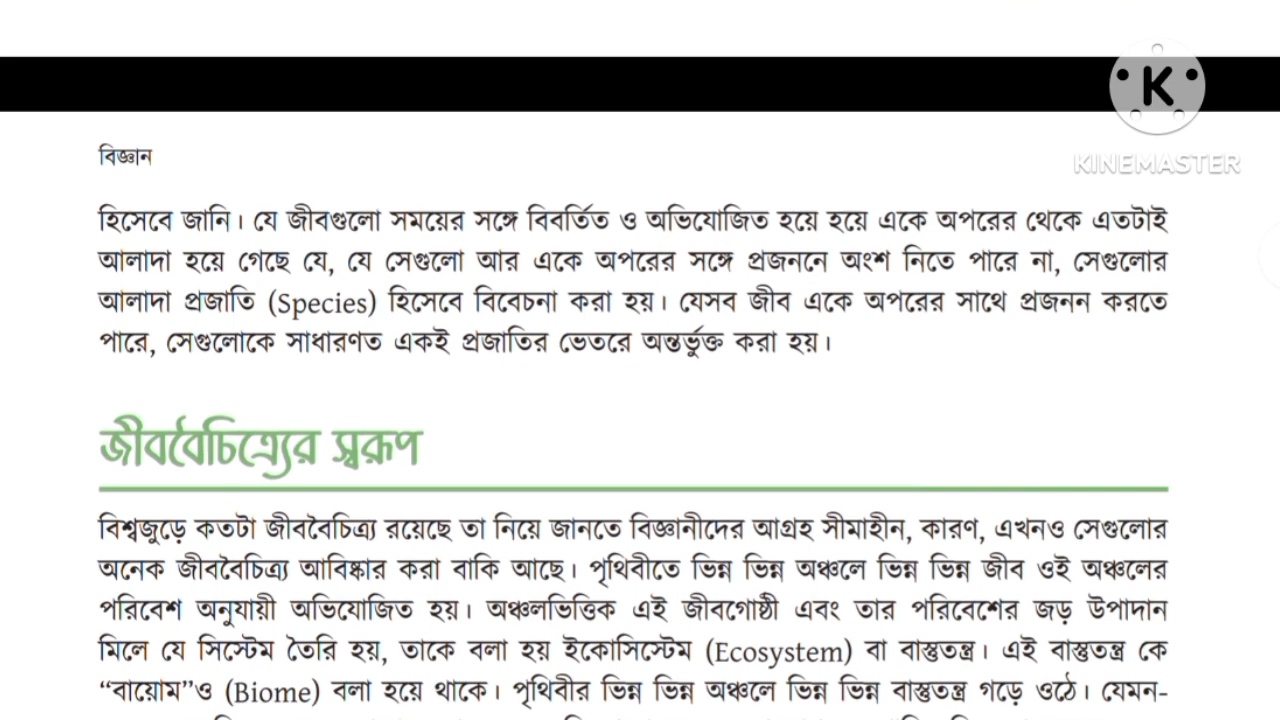 K
KINEMASTER
বিজ্ঞান
হিসেবে জানি। যে জীবগুলো সময়ের সঙ্গে বিবর্তিত ও অভিযোজিত হয়ে হয়ে একে অপরের থেকে এতটাই
আলাদা হয়ে গেছে যে, যে সেগুলো আর একে অপরের সঙ্গে প্রজননে অংশ নিতে পারে না, সেগুলোর
আলাদা প্রজাতি (Species) হিসেবে বিবেচনা করা হয়। যেসব জীব একে অপরের সাথে প্রজনন করতে
পারে, সেগুলোকে সাধারণত একই প্রজাতির ভেতরে অন্তর্ভুক্ত করা হয়।
জীববৈচিত্র্যের স্বরূপ
বিশ্বজুড়ে কতটা জীববৈচিত্র্য রয়েছে তা নিয়ে জানতে বিজ্ঞানীদের আগ্রহ সীমাহীন, কারণ, এখনও সেগুলোর
অনেক জীববৈচিত্র্য আবিষ্কার করা বাকি আছে। পৃথিবীতে ভিন্ন ভিন্ন অঞ্চলে ভিন্ন ভিন্ন জীব ওই অঞ্চলের
পরিবেশ অনুযায়ী অভিযোজিত হয়। অঞ্চলভিত্তিক এই জীবগোষ্ঠী এবং তার পরিবেশের জড় উপাদান
মিলে যে সিস্টেম তৈরি হয়, তাকে বলা হয় ইকোসিস্টেম (Ecosystem) বা বাস্তুতন্ত্র। এই বাস্তুতন্ত্র কে
“বায়োম”ও (Biome) বলা হয়ে থাকে। পৃথিবীর ভিন্ন ভিন্ন অঞ্চলে ভিন্ন ভিন্ন বাস্তুতন্ত্র গড়ে ওঠে। যেমন-